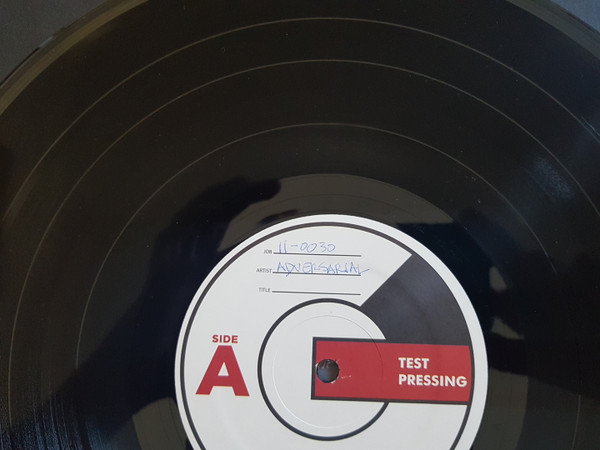 JOB 11-0030
ARTIST ADVERSARIAL
TITLE
SIDE
A
TEST
PRESSING